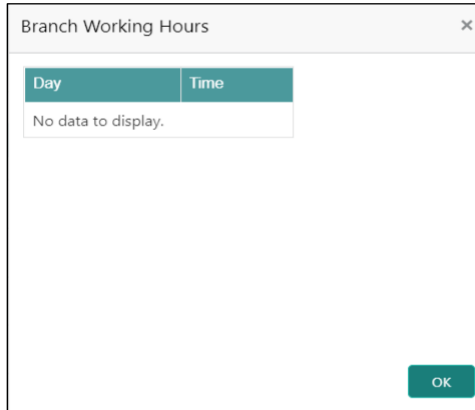 Branch Working Hours ×
Day Time
No data to display.
OK